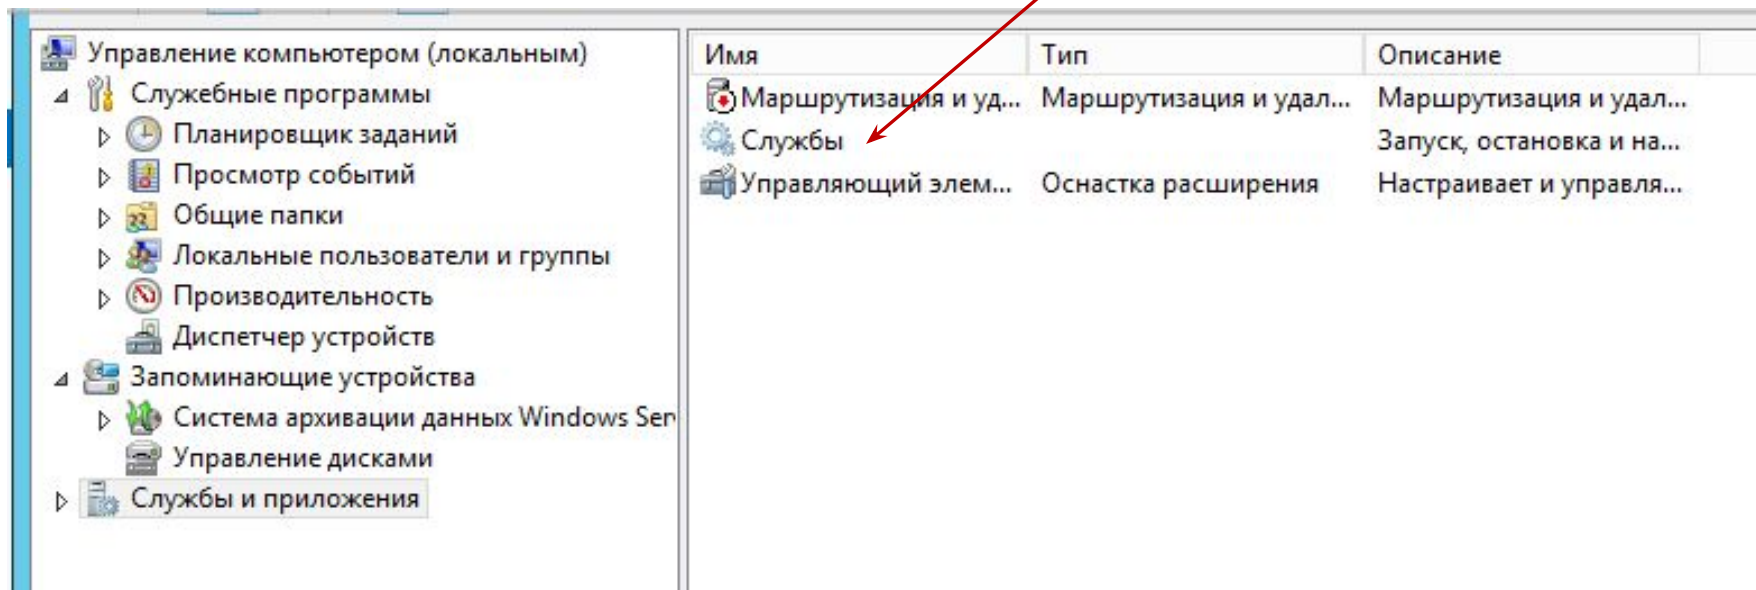 Управление компьютером (локальным)
Служебные программы
Планировщик заданий
Просмотр событий
Общие папки
Локальные пользователи и группы
Производительность
Диспетчер устройств
Запоминающие устройства
Система архивации данных Windows Ser
Управление дисками
Службы и приложения
Имя Тип Описание
Маршрутизация и уд... Маршрутизация и удал... Маршрутизация и удал...
Службы Запуск, остановка и на...
Управляющий элем... Оснастка расширения Настраивает и управля...